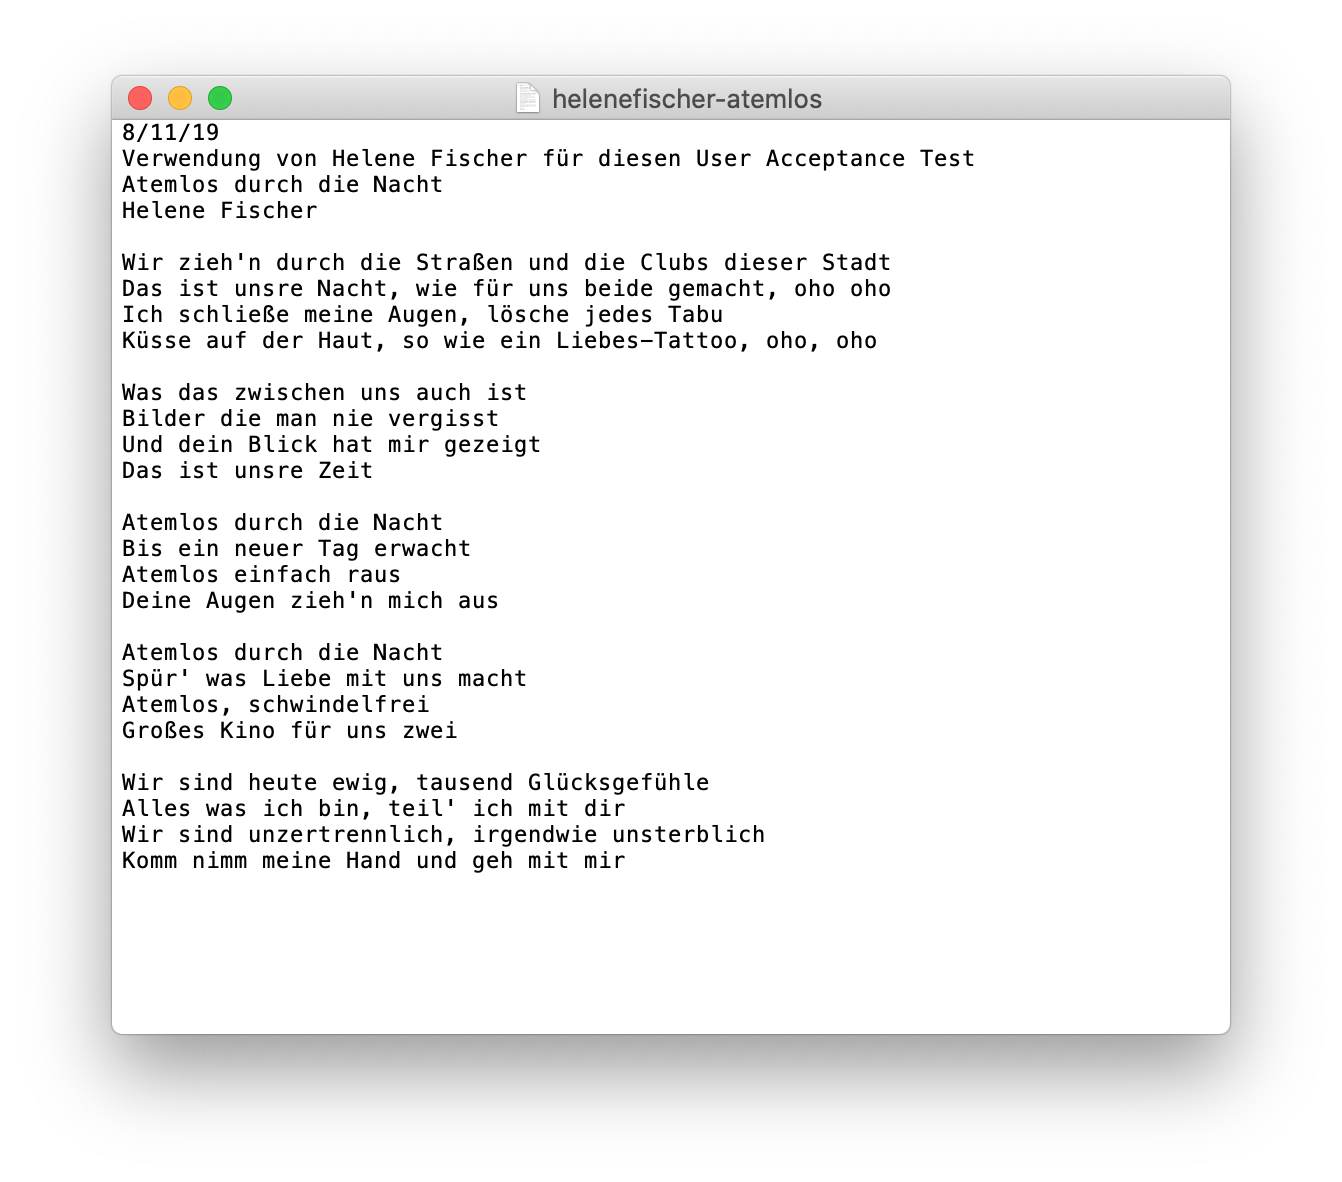 helenefischer-atemlos
8/11/19
Verwendung von Helene Fischer für diesen User Acceptance Test
Atemlos durch die Nacht
Helene Fischer

Wir zieh'n durch die Straßen und die Clubs dieser Stadt
Das ist unsre Nacht, wie für uns beide gemacht, oho oho
Ich schließe meine Augen, lösche jedes Tabu
Küsse auf der Haut, so wie ein Liebes-Tattoo, oho, oho

Was das zwischen uns auch ist
Bilder die man nie vergisst
Und dein Blick hat mir gezeigt
Das ist unsre Zeit

Atemlos durch die Nacht
Bis ein neuer Tag erwacht
Atemlos einfach raus
Deine Augen zieh'n mich aus

Atemlos durch die Nacht
Spür' was Liebe mit uns macht
Atemlos, schwindelfrei
Großes Kino für uns zwei

Wir sind heute ewig, tausend Glücksgefühle
Alles was ich bin, teil' ich mit dir
Wir sind unzertrennlich, irgendwie unsterblich
Komm nimm meine Hand und geh mit mir